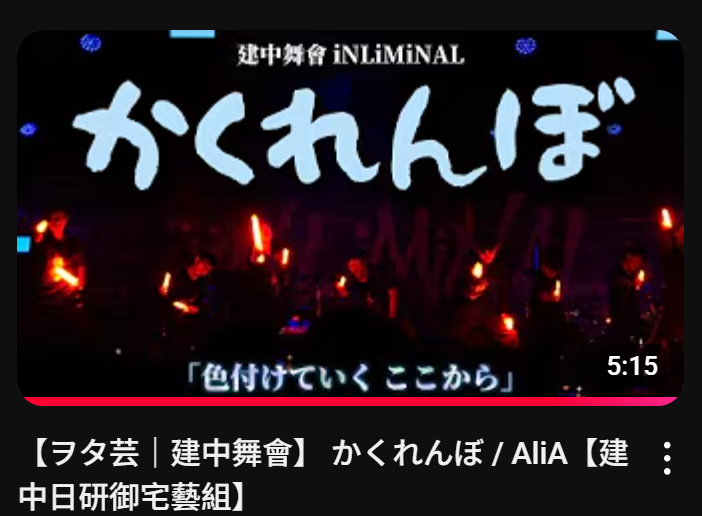 建中舞會 iNLiMiNAL
かくれんぼ
「色付けていく ここから」
5:15
【ヲタ芸｜建中舞會】 かくれんぼ / AliA【建
中日研御宅藝組】